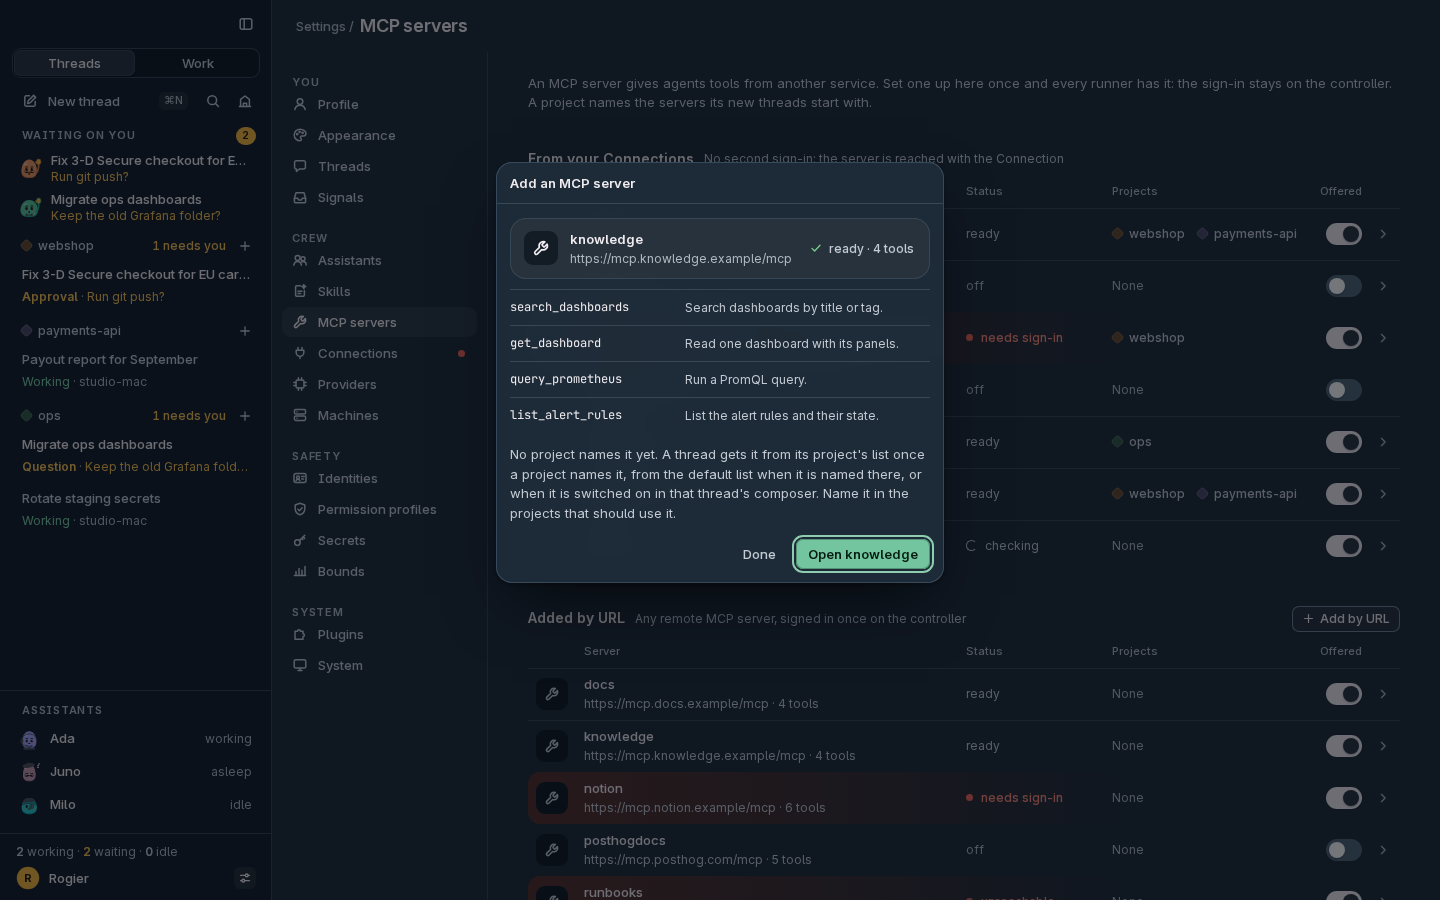 Threads
Work
New thread
⌘N
WAITING ON YOU
2
Fix 3-D Secure checkout for E...
Run git push?
Migrate ops dashboards
Keep the old Grafana folder?
webshop
1 needs you
Fix 3-D Secure checkout for EU car...
Approval · Run git push?
payments-api
Payout report for September
Working · studio-mac
ops
1 needs you
Migrate ops dashboards
Question · Keep the old Grafana fold...
Rotate staging secrets
Working · studio-mac
ASSISTANTS
Ada
working
Juno
asleep
Milo
idle
2 working · 2 waiting · 0 idle
R
Rogier
Settings / MCP servers
YOU
Profile
Appearance
Threads
Signals
CREW
Assistants
Skills
MCP servers
Connections
Providers
Machines
SAFETY
Identities
Permission profiles
Secrets
Bounds
SYSTEM
Plugins
System
An MCP server gives agents tools from another service. Set one up here once and every runner has it: the sign-in stays on the controller.
A project names the servers its new threads start with.
From your Connections No second sign-in: the server is reached with the Connection
Status
Projects
Offered
ready
webshop
payments-api
off
None
needs sign-in
webshop
off
None
ready
ops
ready
webshop
payments-api
checking
None
Add an MCP server
knowledge
https://mcp.knowledge.example/mcp
ready · 4 tools
search_dashboards
Search dashboards by title or tag.
get_dashboard
Read one dashboard with its panels.
query_prometheus
Run a PromQL query.
list_alert_rules
List the alert rules and their state.
No project names it yet. A thread gets it from its project's list once
a project names it, from the default list when it is named there, or
when it is switched on in that thread's composer. Name it in the
projects that should use it.
Done
Open knowledge
Added by URL Any remote MCP server, signed in once on the controller
Add by URL
Server
Status
Projects
Offered
docs
https://mcp.docs.example/mcp · 4 tools
ready
None
knowledge
https://mcp.knowledge.example/mcp · 4 tools
ready
None
notion
https://mcp.notion.example/mcp · 6 tools
needs sign-in
None
posthogdocs
https://mcp.posthog.com/mcp · 5 tools
off
None
runbooks